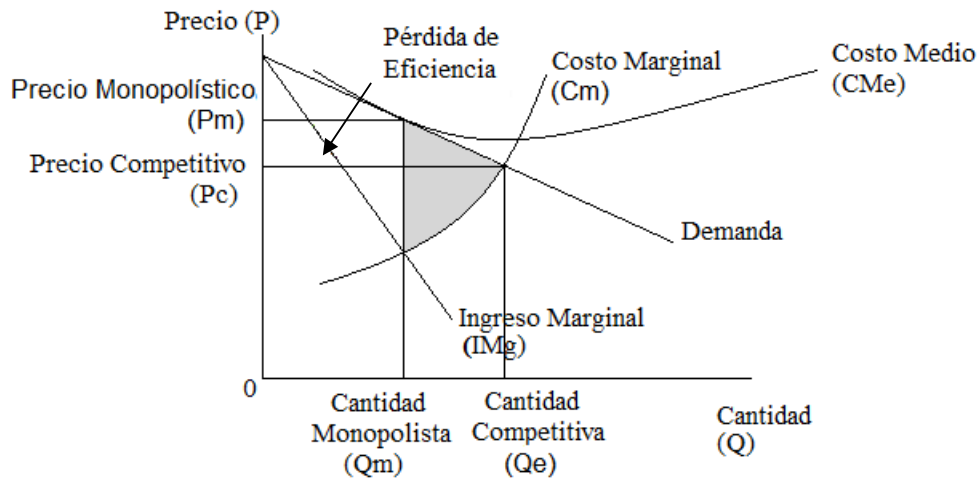 Precio (P)
Pérdida de
Eficiencia
Costo Marginal
(Cm)
Costo Medio
(CMe)
Precio Monopolístico
(Pm)
Precio Competitivo
(Pc)
Demanda
Ingreso Marginal
(IMg)
0
Cantidad
Monopolista
(Qm)
Cantidad
Competitiva
(Qe)
Cantidad
(Q)